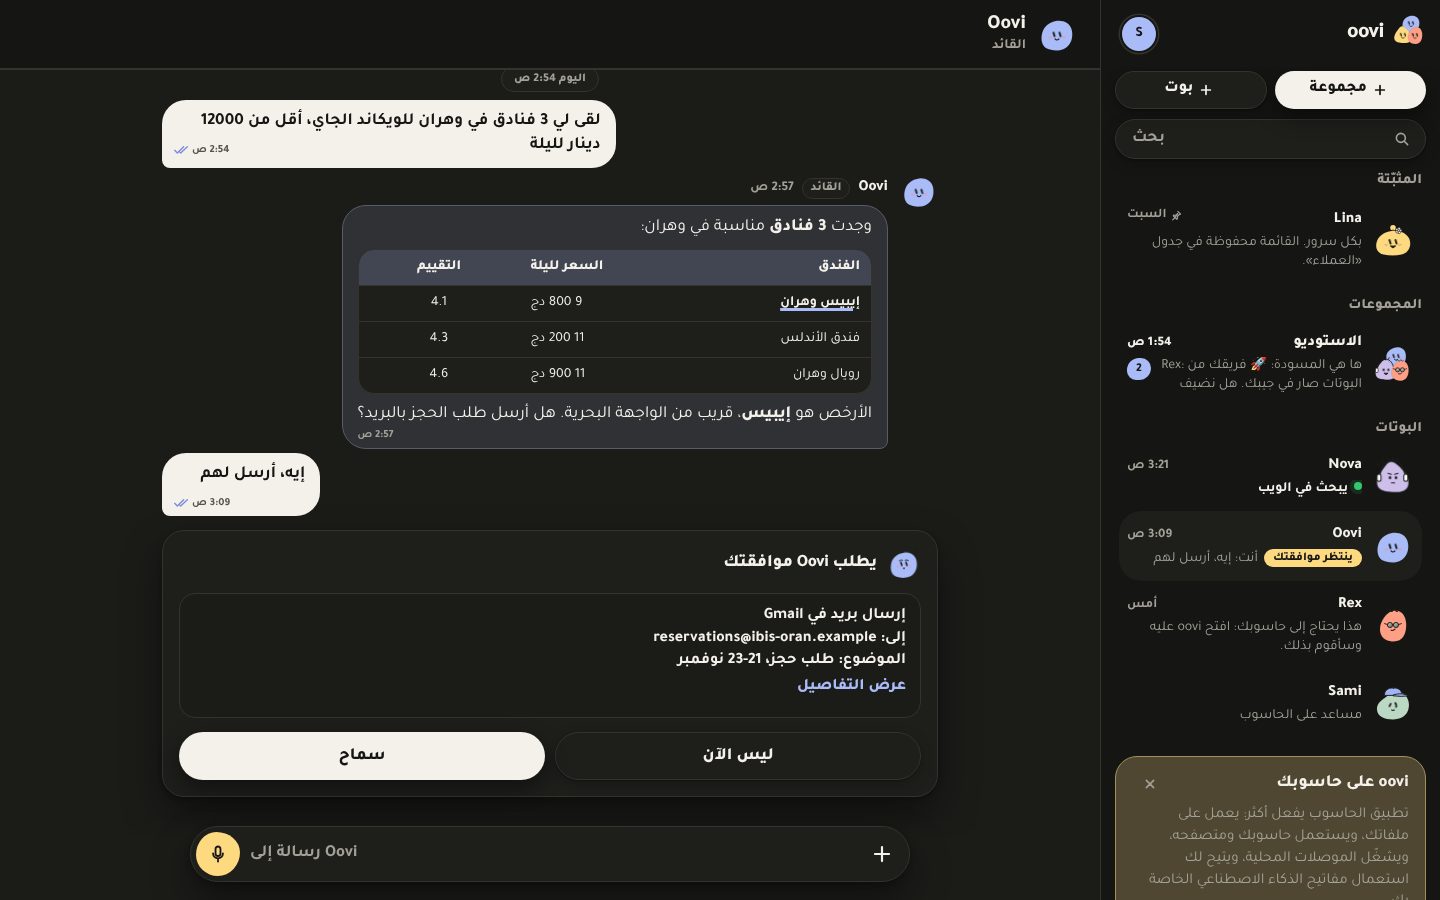 oovi
S
+ مجموعة
+ بوت
بحث
المثبّتة
Lina
السبت
بكل سرور. القائمة محفوظة في جدول
«العملاء».
المجموعات
الاستوديو
1:54 ص
ها هي المسودة: 🚀 فريقك من Rex:
البوتات صار في جيبك. هل نضيف
2
البوتات
Nova
3:21 ص
يبحث في الويب
Oovi
3:09 ص
ينتظر موافقتك
أنت: إيه، أرسل لهم
Rex
أمس
هذا يحتاج إلى حاسوبك: افتح oovi عليه
وسأقوم بذلك.
Sami
مساعد على الحاسوب
oovi على حاسوبك
تطبيق الحاسوب يفعل أكثر: يعمل على
ملفاتك، ويستعمل حاسوبك ومتصفحه،
ويشغّل الموصلات المحلية، ويتيح لك
استعمال مفاتيح الذكاء الاصطناعي الخاصة
Oovi
القائد
اليوم 2:54 ص
لقى لي 3 فنادق في وهران للويكاند الجاي، أقل من 12000
دينار لليلة
2:54 ص
Oovi القائد 2:57 ص
وجدت 3 فنادق مناسبة في وهران:
الفندق السعر لليلة التقييم
إيبيس وهران 9 800 دج 4.1
فندق الأندلس 11 200 دج 4.3
رويال وهران 11 900 دج 4.6
الأرخص هو إيبيس، قريب من الواجهة البحرية. هل أرسل طلب الحجز بالبريد؟
2:57 ص
إيه، أرسل لهم
3:09 ص
يطلب Oovi موافقتك
إرسال بريد في Gmail
إلى: reservations@ibis-oran.example
الموضوع: طلب حجز، 21-23 نوفمبر
عرض التفاصيل
ليس الآن
سماح
رسالة إلى Oovi